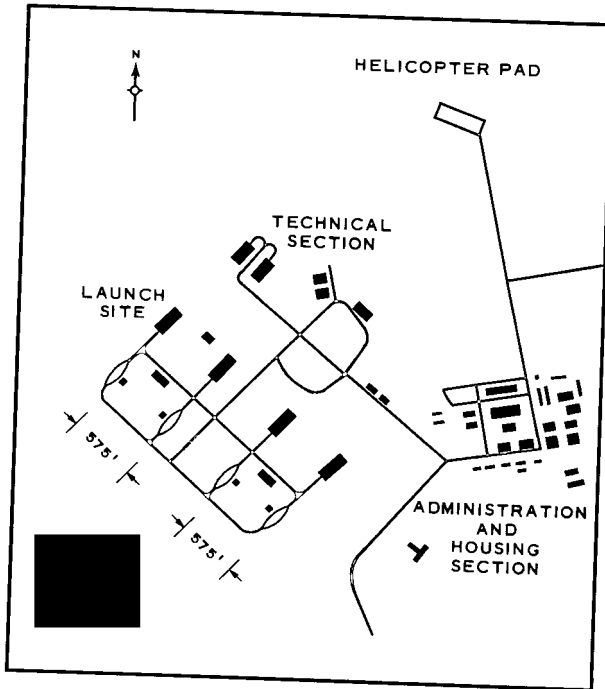 N
HELICOPTER PAD
TECHNICAL
SECTION
LAUNCH
SITE
575'
575'
ADMINISTRATION
AND
HOUSING
SECTION